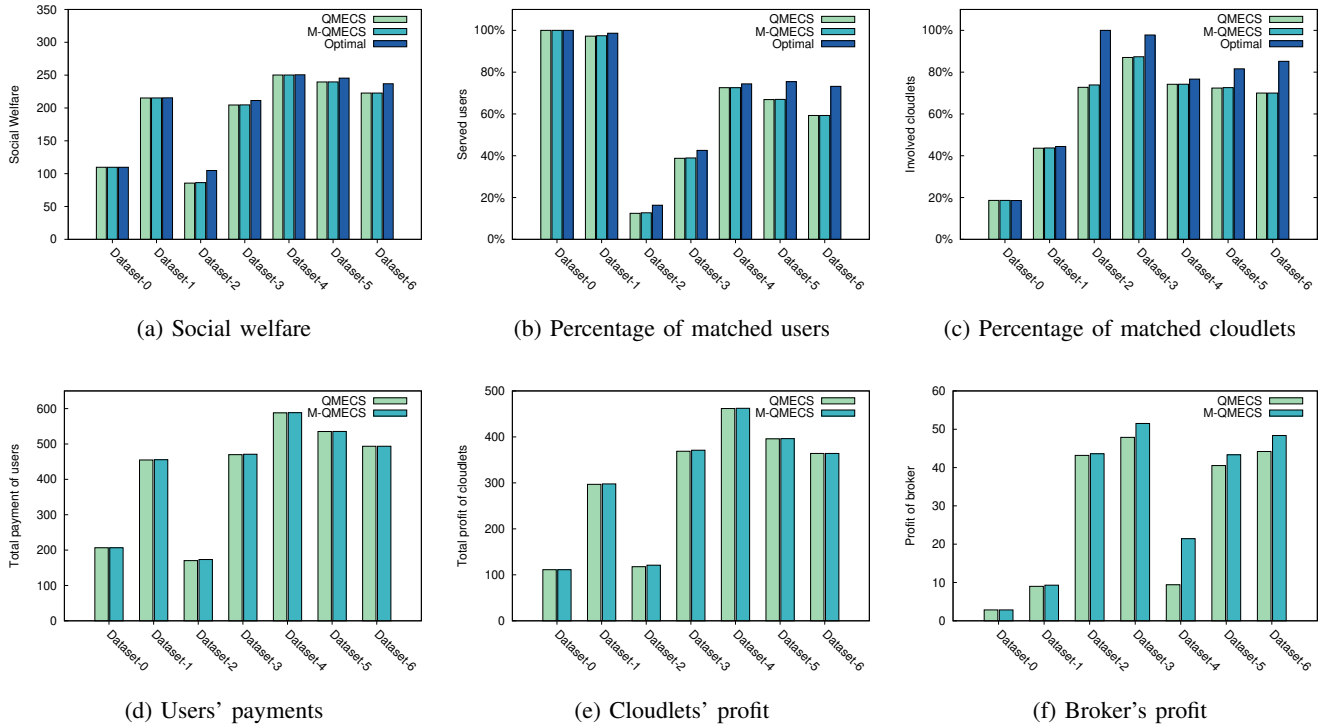 350
300
250
200
150
100
50
0
Social Welfare
QMECS
M-QMECS
Optimal
Dataset-0
Dataset-1
Dataset-2
Dataset-3
Dataset-4
Dataset-5
Dataset-6
(a) Social welfare
100%
80%
60%
40%
20%
0%
Served users
QMECS
M-QMECS
Optimal
Dataset-0
Dataset-1
Dataset-2
Dataset-3
Dataset-4
Dataset-5
Dataset-6
(b) Percentage of matched users
100%
80%
60%
40%
20%
0%
Involved cloudlets
QMECS
M-QMECS
Optimal
Dataset-0
Dataset-1
Dataset-2
Dataset-3
Dataset-4
Dataset-5
Dataset-6
(c) Percentage of matched cloudlets
600
500
400
300
200
100
0
Total payment of users
QMECS
M-QMECS
Dataset-0
Dataset-1
Dataset-2
Dataset-3
Dataset-4
Dataset-5
Dataset-6
(d) Users' payments
500
400
300
200
100
0
Total profit of cloudlets
QMECS
M-QMECS
Dataset-0
Dataset-1
Dataset-2
Dataset-3
Dataset-4
Dataset-5
Dataset-6
(e) Cloudlets' profit
60
50
40
30
20
10
0
Profit of broker
QMECS
M-QMECS
Dataset-0
Dataset-1
Dataset-2
Dataset-3
Dataset-4
Dataset-5
Dataset-6
(f) Broker's profit